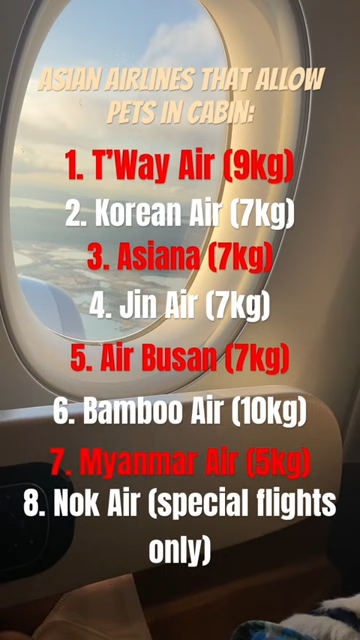 ASIAN AIRLINES THAT ALLOW
PETS IN CABIN:
1. T'Way Air (9kg)
2. Korean Air (7kg)
3. Asiana (7kg)
4. Jin Air (7kg)
5. Air Busan (7kg)
6. Bamboo Air (10kg)
7. Myanmar Air (5kg)
8. Nok Air (special flights
only)